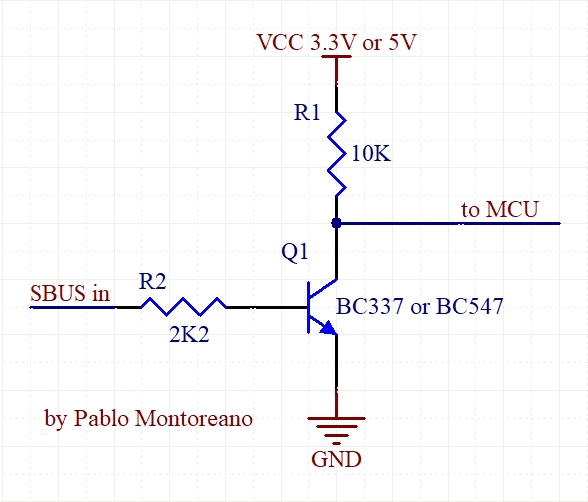 VCC 3.3V or 5V
R1
10K
to MCU
Q1
R2
SBUS in
BC337 or BC547
2K2
by Pablo Montoreano
GND